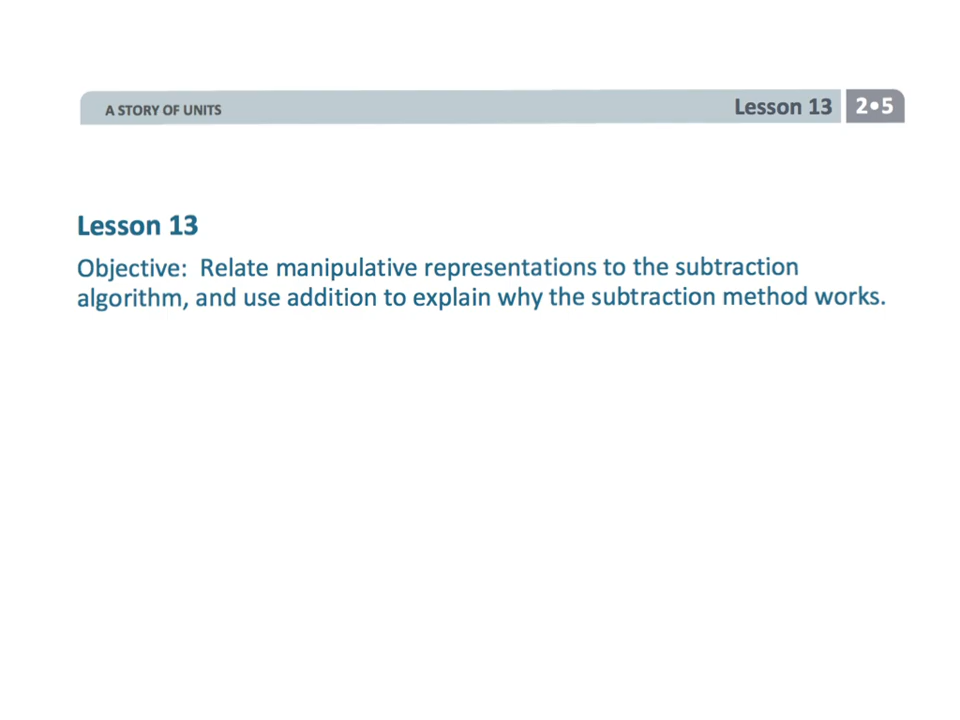 A STORY OF UNITS
Lesson 13 2•5
Lesson 13
Objective: Relate manipulative representations to the subtraction
algorithm, and use addition to explain why the subtraction method works.